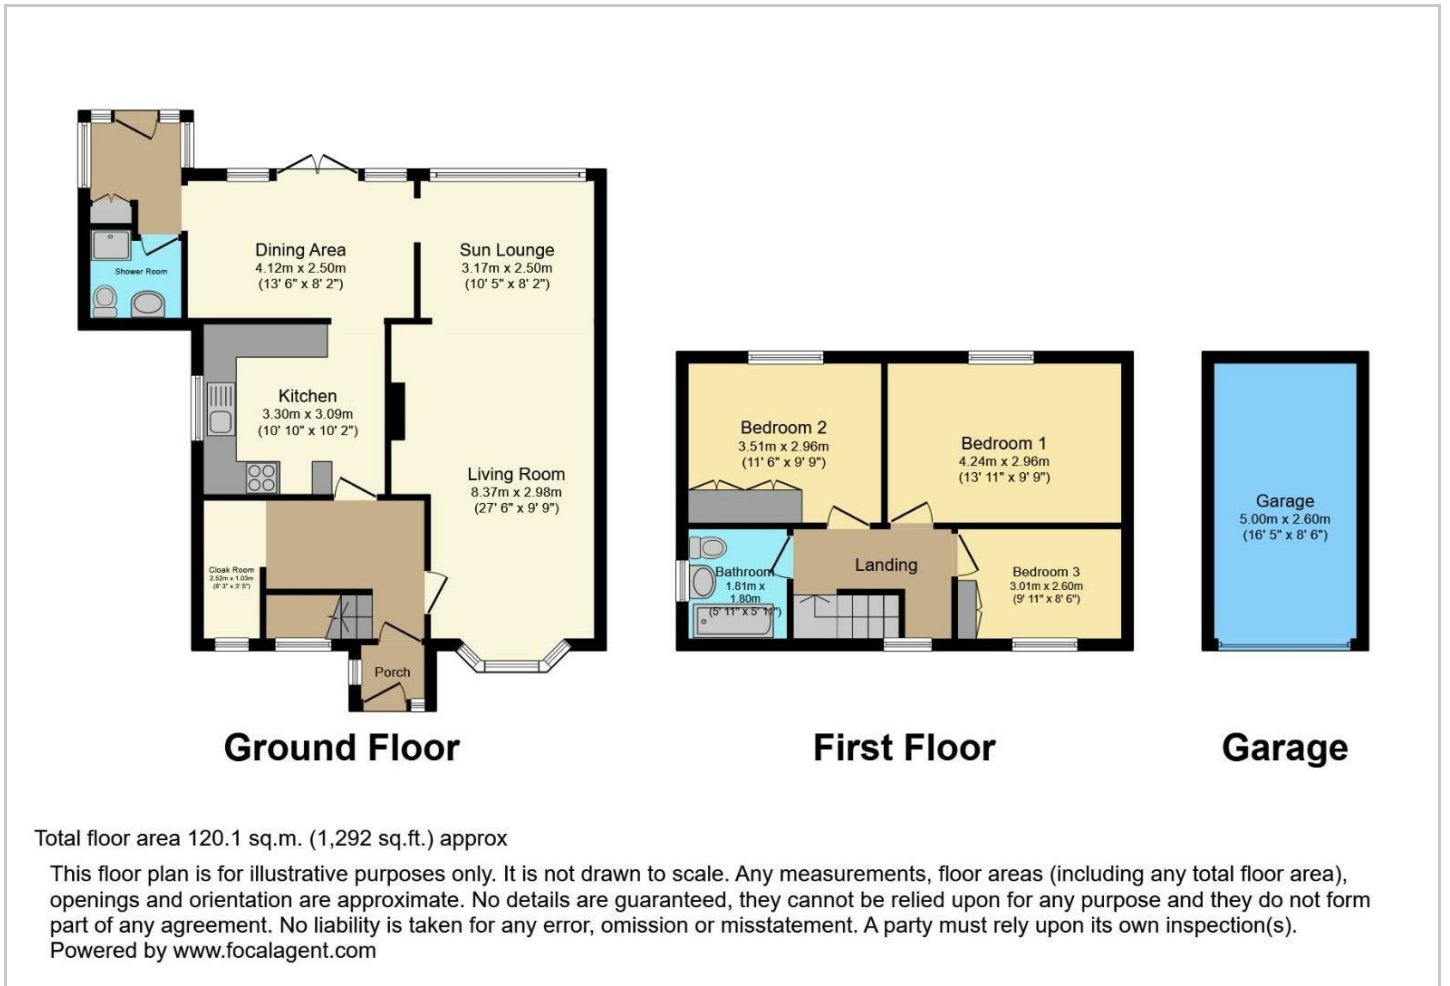 Dining Area
4.12m x 2.50m
(13' 6" x 8' 2")
Sun Lounge
3.17m x 2.50m
(10' 5" x 8' 2")
Shower Room
Kitchen
3.30m x 3.09m
(10' 10" x 10' 2")
Living Room
8.37m x 2.98m
(27' 6" x 9' 9")
Cloak Room
2.52m x 1.03m
(8' 3" x 3' 5")
Porch
Ground Floor
Bedroom 2
3.51m x 2.96m
(11' 6" x 9' 9")
Bedroom 1
4.24m x 2.96m
(13' 11" x 9' 9")
Bathroom
1.81m x
1.80m
(5' 11" x 5' 11")
Landing
Bedroom 3
3.01m x 2.60m
(9' 11" x 8' 6")
First Floor
Garage
5.00m x 2.60m
(16' 5" x 8' 6")
Garage
Total floor area 120.1 sq.m. (1,292 sq.ft.) approx
This floor plan is for illustrative purposes only. It is not drawn to scale. Any measurements, floor areas (including any total floor area),
openings and orientation are approximate. No details are guaranteed, they cannot be relied upon for any purpose and they do not form
part of any agreement. No liability is taken for any error, omission or misstatement. A party must rely upon its own inspection(s).
Powered by www.focalagent.com